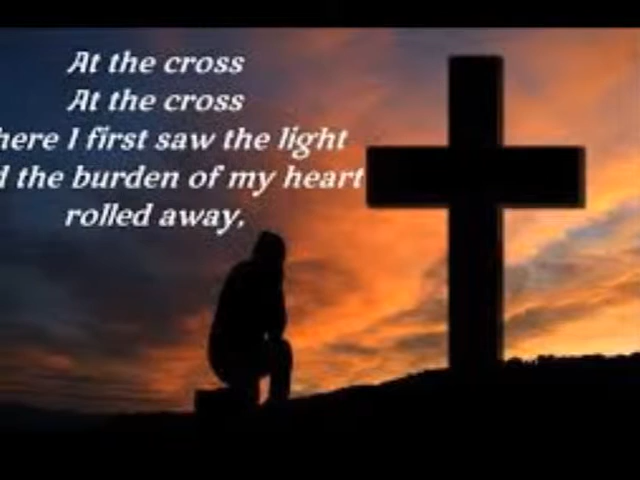 At the cross
At the cross
here I first saw the light
the burden of my heart
rolled away,